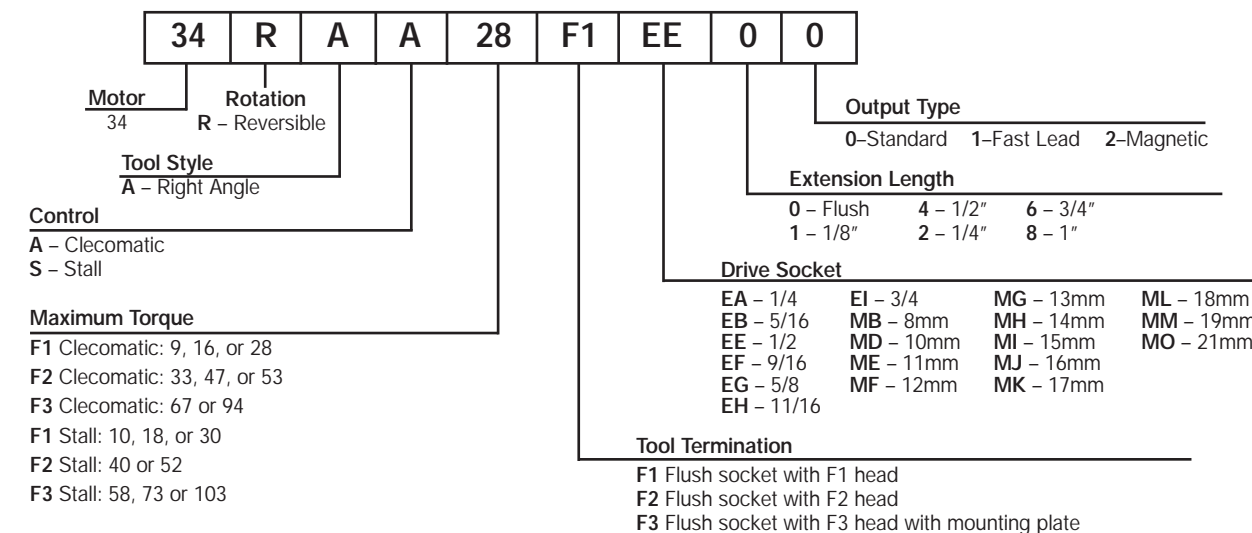 34 R A A 28 F1 EE 0 0
Motor
34
Rotation
R – Reversible
Tool Style
A – Right Angle
Control
A – Clecomatic
S – Stall
Maximum Torque
F1 Clecomatic: 9, 16, or 28
F2 Clecomatic: 33, 47, or 53
F3 Clecomatic: 67 or 94
F1 Stall: 10, 18, or 30
F2 Stall: 40 or 52
F3 Stall: 58, 73 or 103
Output Type
0–Standard 1–Fast Lead 2–Magnetic
Extension Length
0 – Flush 4 – 1/2″ 6 – 3/4″
1 – 1/8″ 2 – 1/4″ 8 – 1″
Drive Socket
EA – 1/4 EI – 3/4 MG – 13mm ML – 18mm
EB – 5/16 MB – 8mm MH – 14mm MM – 19mm
EE – 1/2 MD – 10mm MI – 15mm MO – 21mm
EF – 9/16 ME – 11mm MJ – 16mm
EG – 5/8 MF – 12mm MK – 17mm
EH – 11/16
Tool Termination
F1 Flush socket with F1 head
F2 Flush socket with F2 head
F3 Flush socket with F3 head with mounting plate